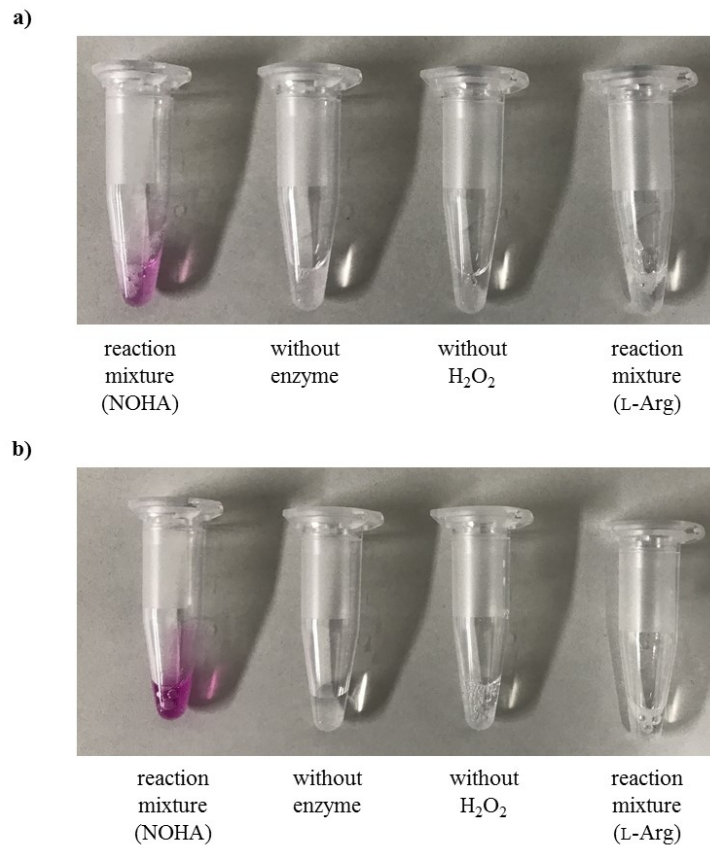 a)
reaction
mixture
(NOHA)
without
enzyme
without
H₂O₂
reaction
mixture
(L-Arg)
b)
reaction
mixture
(NOHA)
without
enzyme
without
H₂O₂
reaction
mixture
(L-Arg)